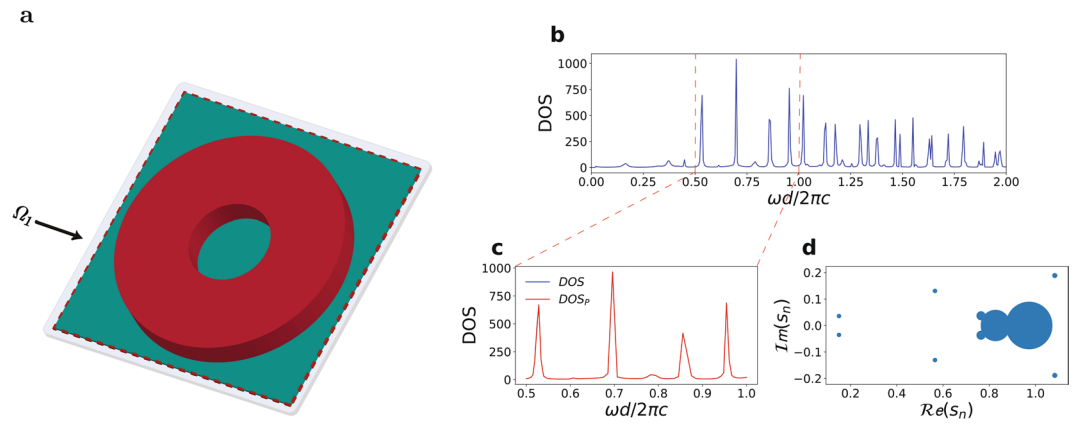 a
Ω₁
b
DOS
1000
750
500
250
0
0.00 0.25 0.50 0.75 1.00 1.25 1.50 1.75 2.00
ωd/2πc
c
DOS
1000
750
500
250
0
DOS
DOS_P
0.5 0.6 0.7 0.8 0.9 1.0
ωd/2πc
d
Im(sₙ)
0.2
0.1
0.0
−0.1
−0.2
0.2 0.4 0.6 0.8 1.0
Re(sₙ)